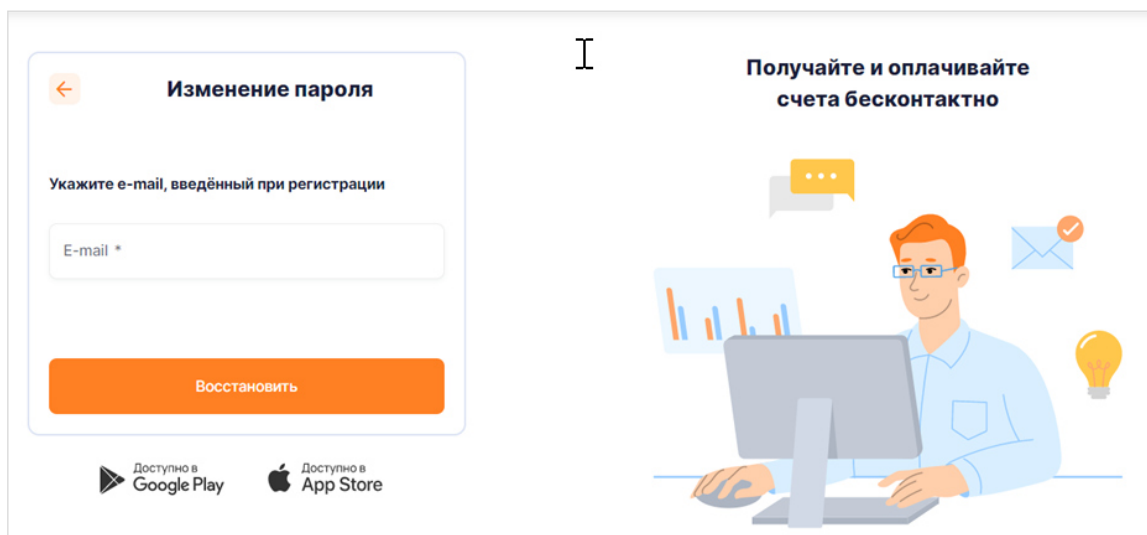 Изменение пароля
Укажите e-mail, введённый при регистрации
E-mail *
Восстановить
Доступно в
Google Play
Доступно в
App Store
Получайте и оплачивайте
счета бесконтактно